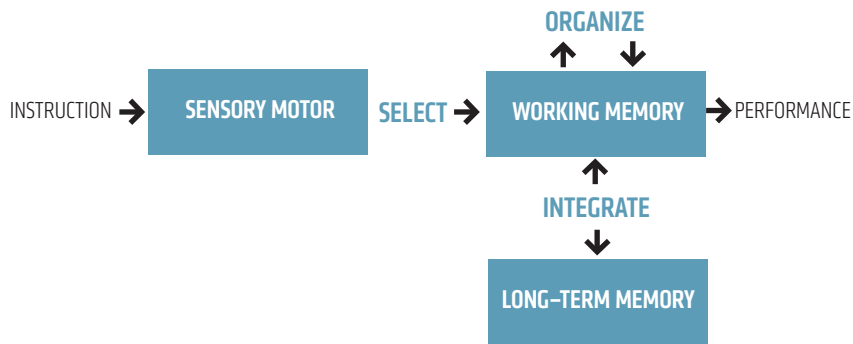 ORGANIZE
INSTRUCTION
SENSORY MOTOR
SELECT
WORKING MEMORY
PERFORMANCE
INTEGRATE
LONG–TERM MEMORY